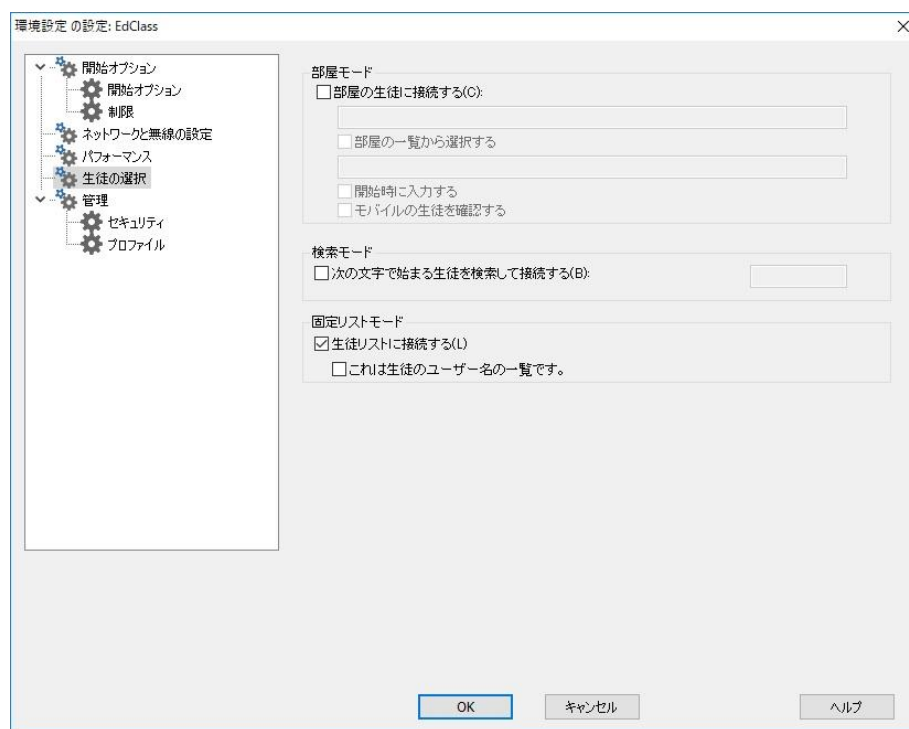 環境設定 の設定: EdClass
開始オプション
開始オプション
制限
ネットワークと無線の設定
パフォーマンス
生徒の選択
管理
セキュリティ
プロファイル
部屋モード
部屋の生徒に接続する(C):
部屋の一覧から選択する
開始時に入力する
モバイルの生徒を確認する
検索モード
次の文字で始まる生徒を検索して接続する(B):
固定リストモード
生徒リストに接続する(L)
これは生徒のユーザー名の一覧です。
OK
キャンセル
ヘルプ